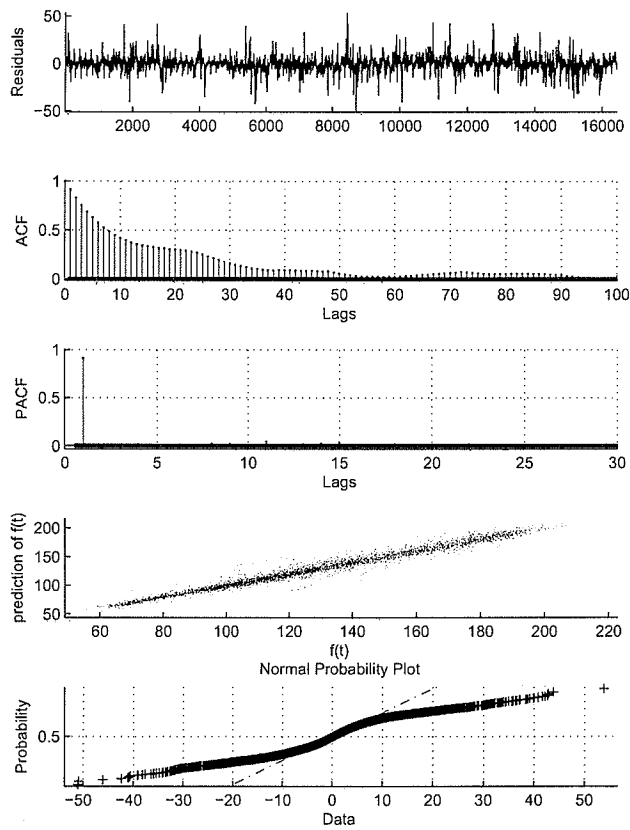 50
0
−50
Residuals
2000 4000 6000 8000 10000 12000 14000 16000
1
0.5
0
ACF
0 10 20 30 40 50 60 70 80 90 100
Lags
1
0.5
0
PACF
0 5 10 15 20 25 30
Lags
200
150
100
50
prediction of f(t)
60 80 100 120 140 160 180 200 220
f(t)
Normal Probability Plot
0.5
Probability
−50 −40 −30 −20 −10 0 10 20 30 40 50
Data